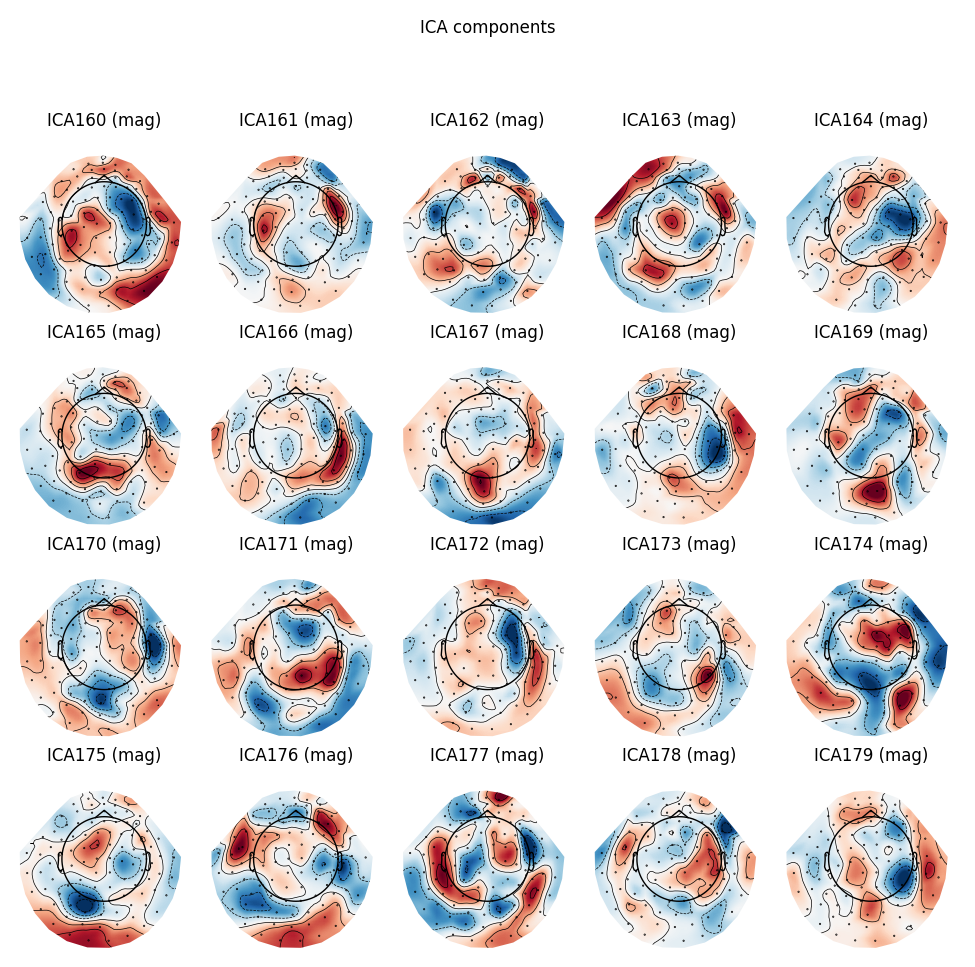 ICA components
ICA160 (mag) ICA161 (mag) ICA162 (mag) ICA163 (mag) ICA164 (mag)
ICA165 (mag) ICA166 (mag) ICA167 (mag) ICA168 (mag) ICA169 (mag)
ICA170 (mag) ICA171 (mag) ICA172 (mag) ICA173 (mag) ICA174 (mag)
ICA175 (mag) ICA176 (mag) ICA177 (mag) ICA178 (mag) ICA179 (mag)